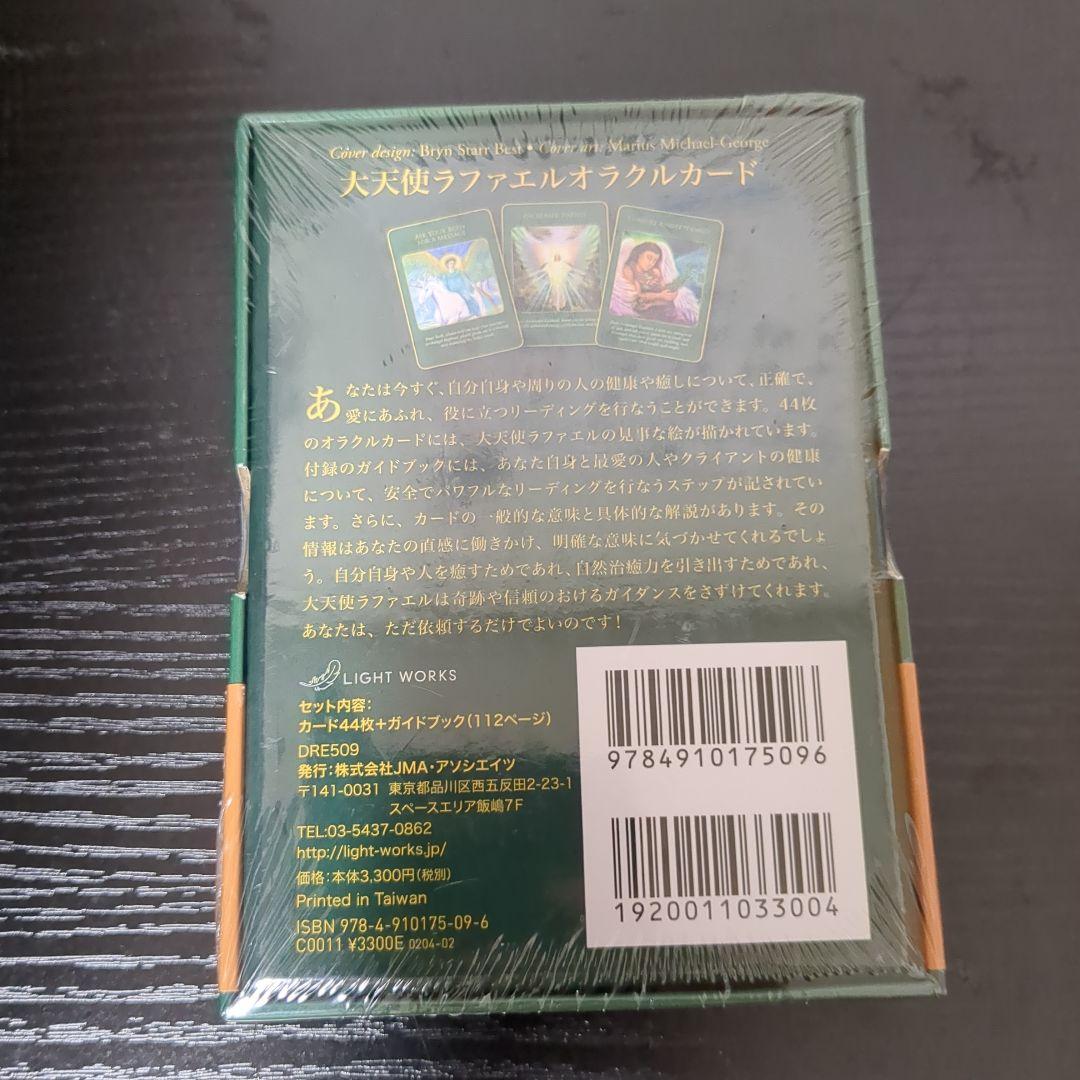 Cover design: Bryn Starr Best • Cover art: Marius Michael-George
大天使ラファエルオラクルカード
ASK YOUR BODY
FOR A MESSAGE
あなたは今すぐ、自分自身や周りの人の健康や癒しについて、正確で、
愛にあふれ、役に立つリーディングを行なうことができます。44枚
のオラクルカードには、大天使ラファエルの見事な絵が描かれています。
付録のガイドブックには、あなた自身と最愛の人やクライアントの健康
について、安全でパワフルなリーディングを行なうステップが記されてい
ます。さらに、カードの一般的な意味と具体的な解説があります。その
情報はあなたの直感に働きかけ、明確な意味に気づかせてくれるでしょ
う。自分自身や人を癒すためであれ、自然治癒力を引き出すためであれ、
大天使ラファエルは奇跡や信頼のおけるガイダンスをさずけてくれます。
あなたは、ただ依頼するだけでよいのです!
LIGHT WORKS
セット内容:
カード44枚+ガイドブック(112ページ)
DRE509
発行:株式会社JMA・アソシエイツ
〒141-0031 東京都品川区西五反田2-23-1
スペースエリア飯嶋7F
TEL:03-5437-0862
http://light-works.jp/
価格:本体3,300円(税別)
Printed in Taiwan
ISBN 978-4-910175-09-6
C0011 ¥3300E 0204-02
9784910175096
1920011033004